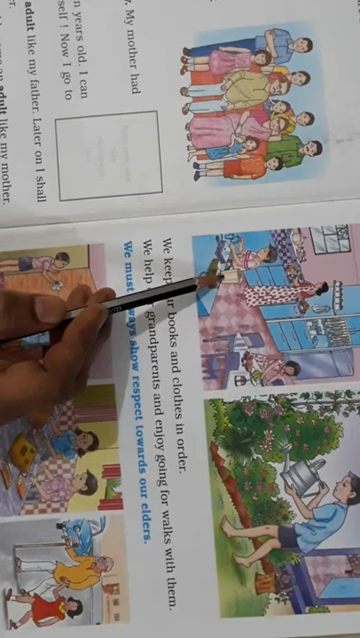 . My mother had
n years old. I can
self ! Now I go to
adult like my father. Later on I shall
adult like my mother.
We keep our books and clothes in order.
We help grandparents and enjoy going for walks with them.
We must always show respect towards our elders.